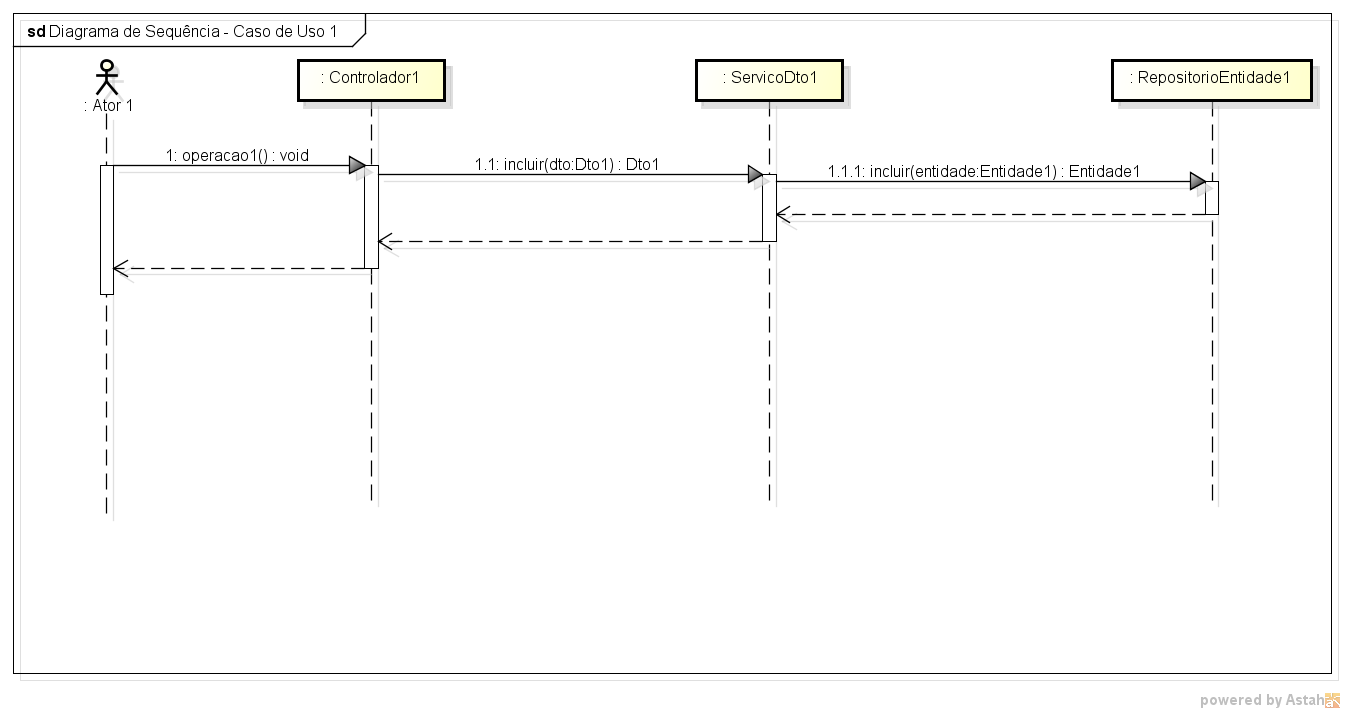 sd Diagrama de Sequência - Caso de Uso 1
: Ator 1
: Controlador1
: ServicoDto1
: RepositorioEntidade1
1: operacao1() : void
1.1: incluir(dto:Dto1) : Dto1
1.1.1: incluir(entidade:Entidade1) : Entidade1
powered by Astah